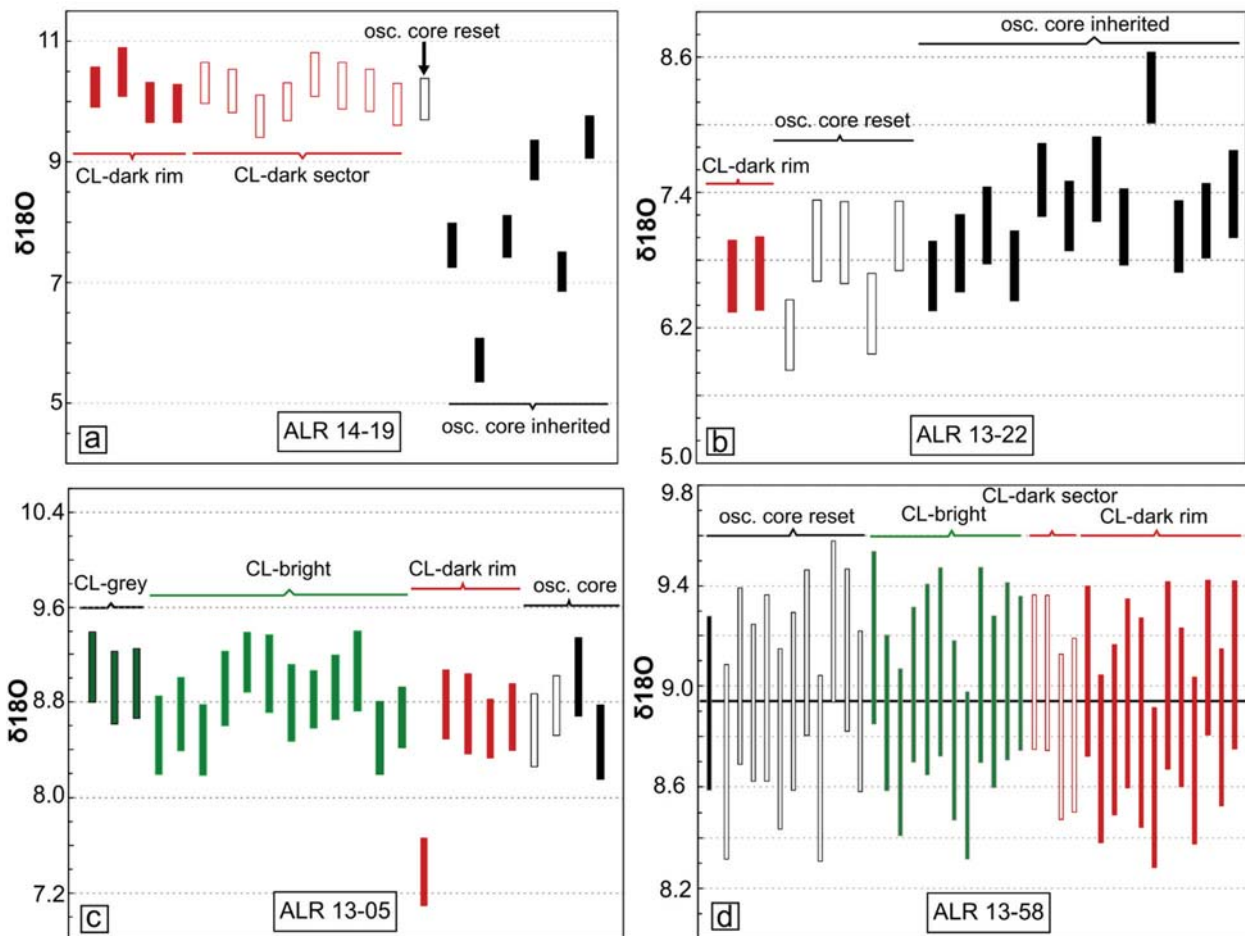 11
9
7
5
δ18O
osc. core reset
CL-dark rim
CL-dark sector
osc. core inherited
a
ALR 14-19
8.6
7.4
6.2
5.0
δ18O
osc. core inherited
osc. core reset
CL-dark rim
b
ALR 13-22
10.4
9.6
8.8
8.0
7.2
δ18O
CL-grey
CL-bright
CL-dark rim
osc. core
c
ALR 13-05
9.8
9.4
9.0
8.6
8.2
δ18O
CL-dark sector
osc. core reset
CL-bright
CL-dark rim
d
ALR 13-58